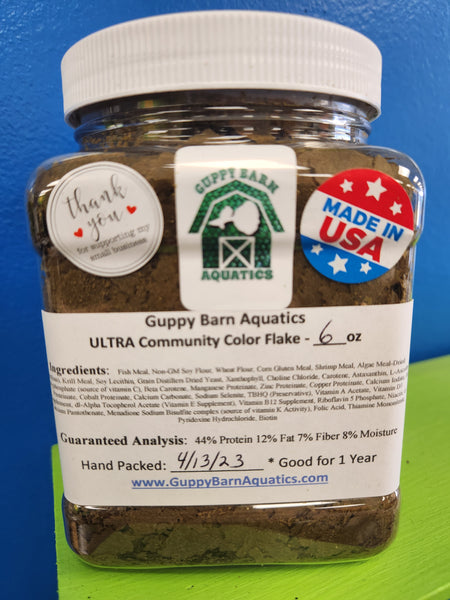 thank
you
for supporting my
small business
GUPPY BARN
AQUATICS
MADE IN
USA
Guppy Barn Aquatics
ULTRA Community Color Flake - 6 oz
Ingredients: Fish Meal, Non-GM Soy Flour, Wheat Flour, Corn Gluten Meal, Shrimp Meal, Algae Meal-Dried
Krill Meal, Soy Lecithin, Grain Distillers Dried Yeast, Xanthophyll, Choline Chloride, Carotene, Astaxanthin,
(source of vitamin C), Beta Carotene, Manganese Proteinate, Zinc Proteinate, Copper Proteinate, Calcium Iodate
Cobalt Proteinate, Calcium Carbonate, Sodium Selenite, TBHQ (Preservative), Vitamin A Acetate, Vitamin D3
dl-Alpha Tocopherol Acetate (Vitamin E Supplement), Vitamin B12 Supplement, Riboflavin 5 Phosphate,
Pantothenate, Menadione Sodium Bisulfite complex (source of vitamin K Activity), Folic Acid, Thiamine Mononitrate,
Pyridoxine Hydrochloride, Biotin
Guaranteed Analysis: 44% Protein 12% Fat 7% Fiber 8% Moisture
Hand Packed: 4/13/23 * Good for 1 Year
www.GuppyBarnAquatics.com